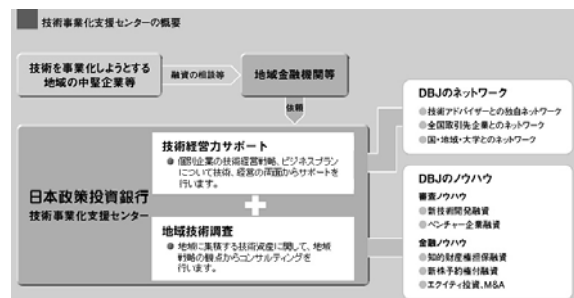 技術事業化支援センターの概要
技術を事業化しようとする
地域の中堅企業等
融資の相談等
地域金融機関等
依頼
日本政策投資銀行
技術事業化支援センター
技術経営力サポート
● 個別企業の技術経営戦略、ビジネスプラン
について技術、経営の両面からサポートを
行います。
地域技術調査
● 地域に集積する技術資産に関して、地域
戦略の観点からコンサルティングを
行います。
DBJのネットワーク
●技術アドバイザーとの独自ネットワーク
●全国取引先企業とのネットワーク
●国・地域・大学とのネットワーク
DBJのノウハウ
審査ノウハウ
●新技術開発融資
●ベンチャー企業融資
金融ノウハウ
●知的財産権担保融資
●新株予約権付融資
●エクイティ投資、M&A